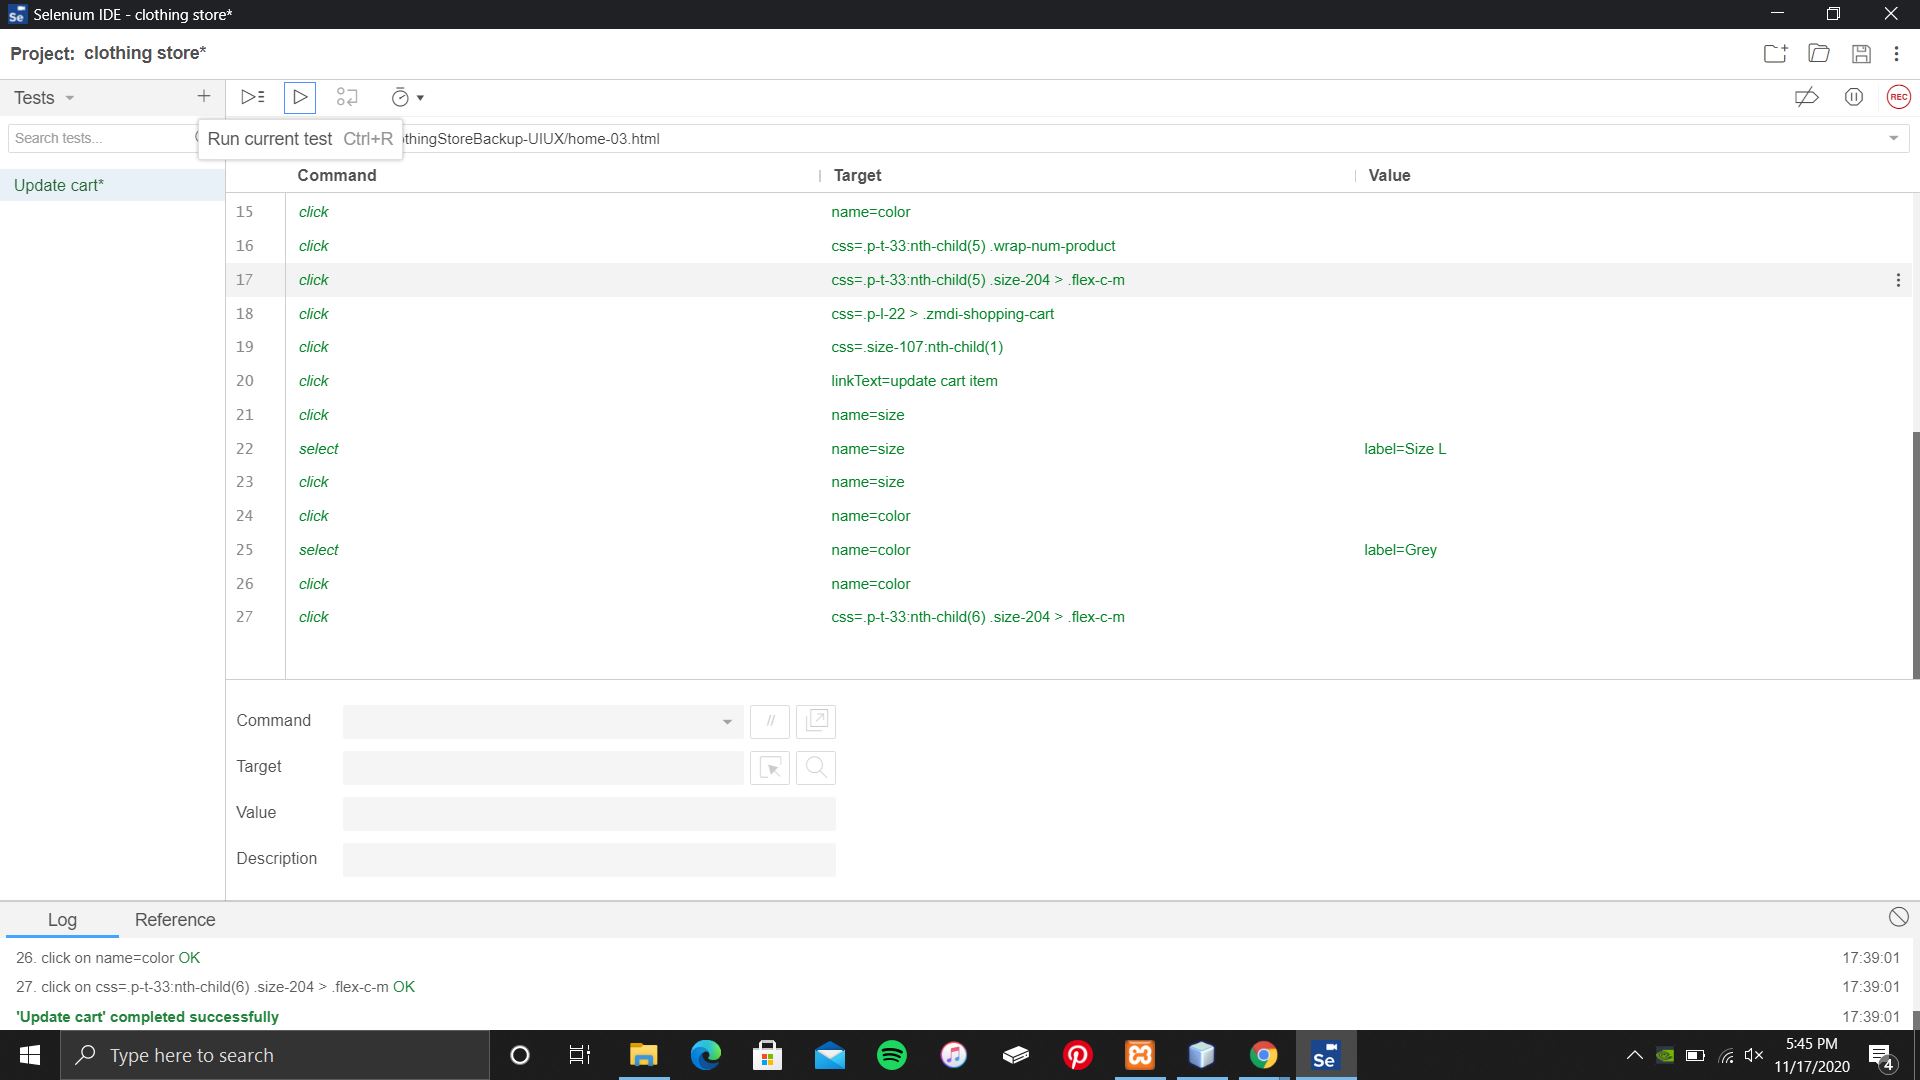 Selenium IDE - clothing store*
Project: clothing store*
Tests
Search tests...
Run current test Ctrl+R
thingStoreBackup-UIUX/home-03.html
REC
Update cart*
Command Target Value
15 click name=color
16 click css=.p-t-33:nth-child(5) .wrap-num-product
17 click css=.p-t-33:nth-child(5) .size-204 > .flex-c-m
18 click css=.p-l-22 > .zmdi-shopping-cart
19 click css=.size-107:nth-child(1)
20 click linkText=update cart item
21 click name=size
22 select name=size label=Size L
23 click name=size
24 click name=color
25 select name=color label=Grey
26 click name=color
27 click css=.p-t-33:nth-child(6) .size-204 > .flex-c-m
Command //
Target
Value
Description
Log Reference
26. click on name=color OK 17:39:01
27. click on css=.p-t-33:nth-child(6) .size-204 > .flex-c-m OK 17:39:01
'Update cart' completed successfully 17:39:01
Type here to search
Se
5:45 PM
11/17/2020
4